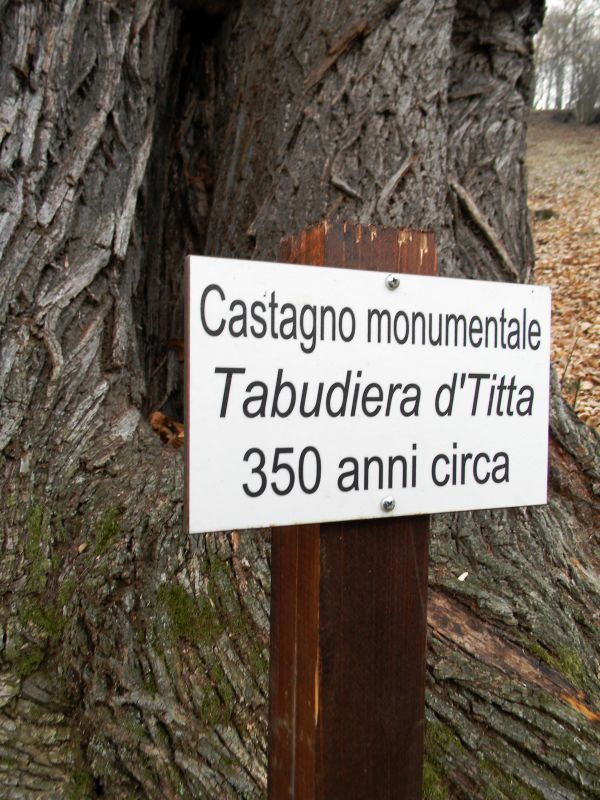 Castagno monumentale
Tabudiera d'Titta
350 anni circa